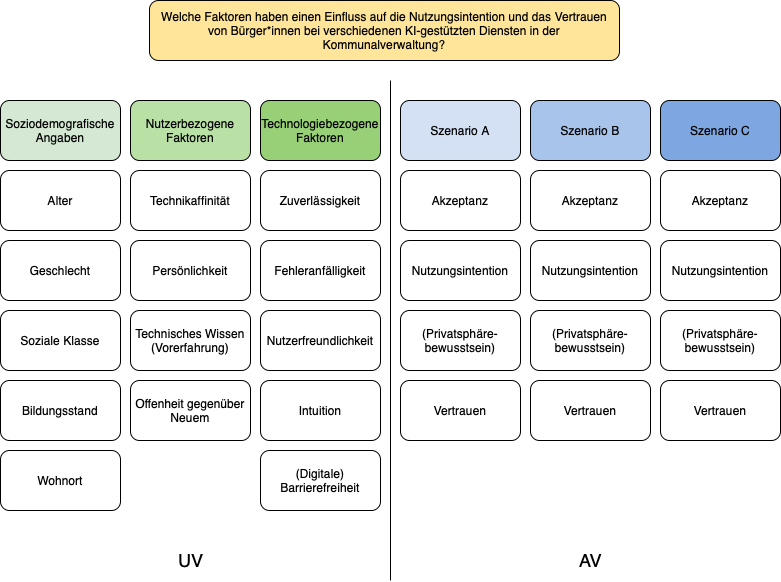 Welche Faktoren haben einen Einfluss auf die Nutzungsintention und das Vertrauen
von Bürger*innen bei verschiedenen KI-gestützten Diensten in der
Kommunalverwaltung?
Soziodemografische
Angaben
Nutzerbezogene
Faktoren
Technologiebezogene
Faktoren
Szenario A
Szenario B
Szenario C
Alter
Technikaffinität
Zuverlässigkeit
Akzeptanz
Akzeptanz
Akzeptanz
Geschlecht
Persönlichkeit
Fehleranfälligkeit
Nutzungsintention
Nutzungsintention
Nutzungsintention
Soziale Klasse
Technisches Wissen
(Vorerfahrung)
Nutzerfreundlichkeit
(Privatsphäre-
bewusstsein)
(Privatsphäre-
bewusstsein)
(Privatsphäre-
bewusstsein)
Bildungsstand
Offenheit gegenüber
Neuem
Intuition
Vertrauen
Vertrauen
Vertrauen
Wohnort
(Digitale)
Barrierefreiheit
UV
AV